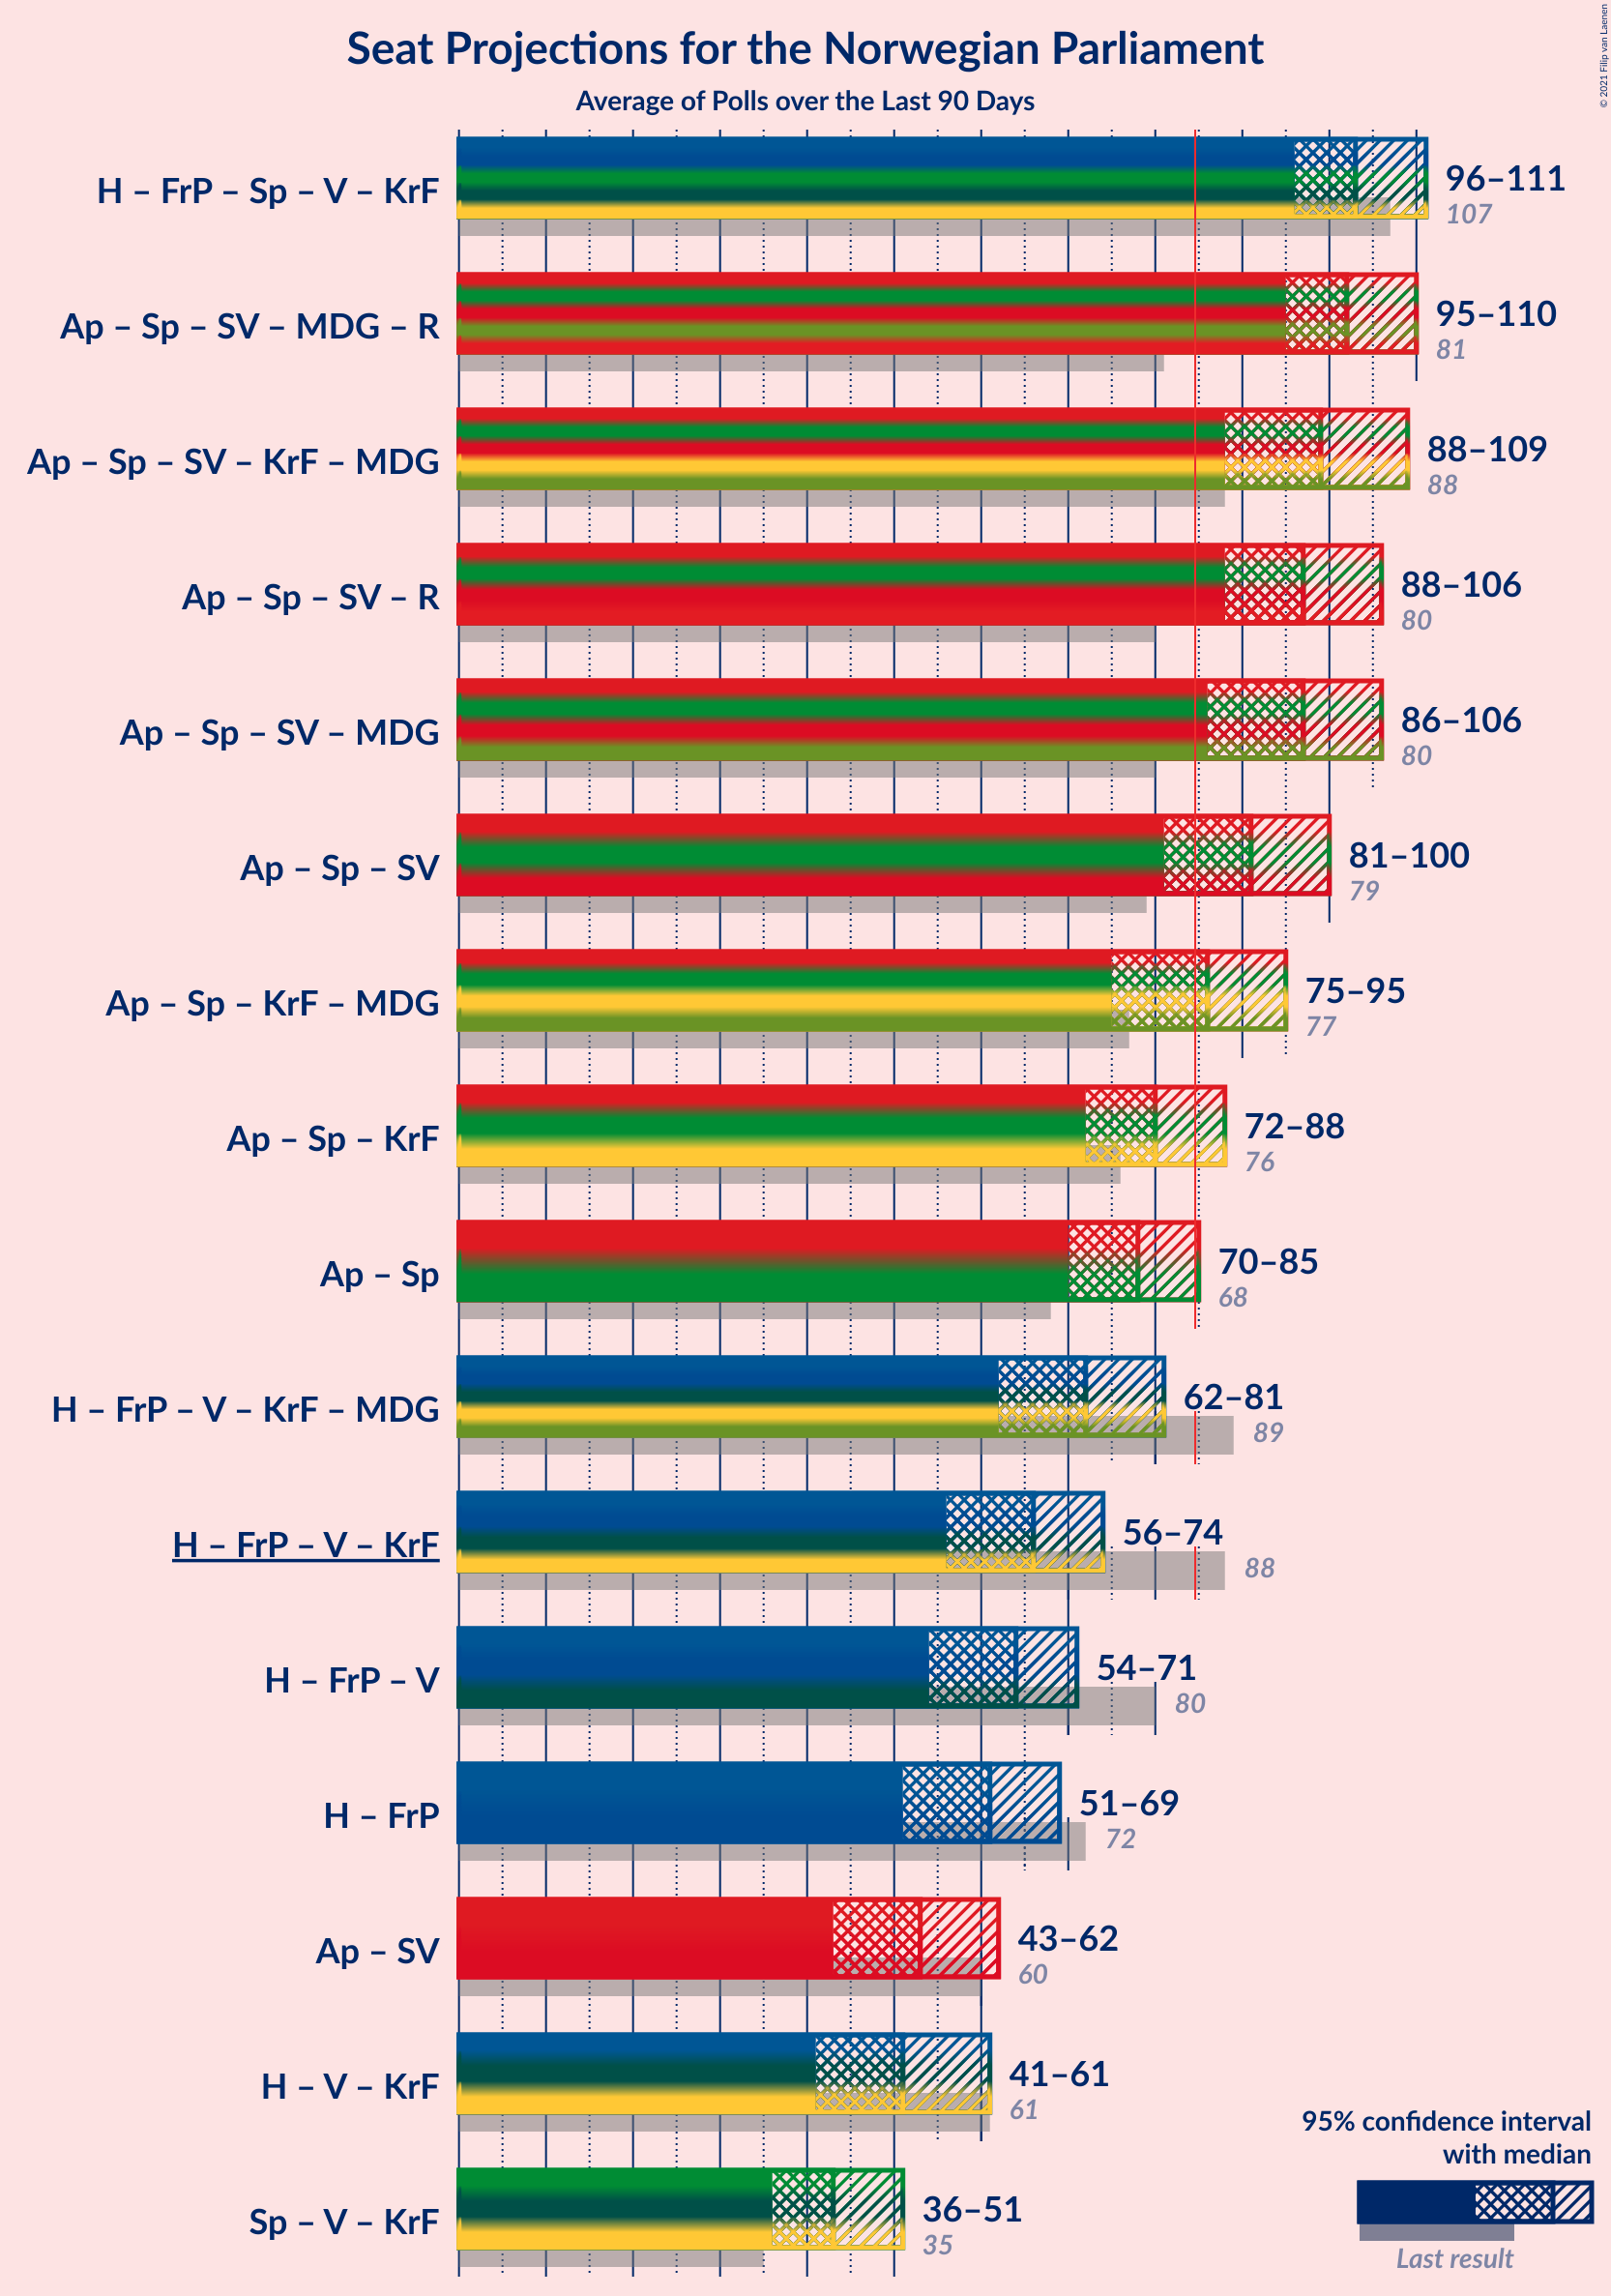 Seat Projections for the Norwegian Parliament
Average of Polls over the Last 90 Days
© 2021 Filip van Laenen
H – FrP – Sp – V – KrF
96–111
107
Ap – Sp – SV – MDG – R
95–110
81
Ap – Sp – SV – KrF – MDG
88–109
88
Ap – Sp – SV – R
88–106
80
Ap – Sp – SV – MDG
86–106
80
Ap – Sp – SV
81–100
79
Ap – Sp – KrF – MDG
75–95
77
Ap – Sp – KrF
72–88
76
Ap – Sp
70–85
68
H – FrP – V – KrF – MDG
62–81
89
H – FrP – V – KrF
56–74
88
H – FrP – V
54–71
80
H – FrP
51–69
72
Ap – SV
43–62
60
H – V – KrF
41–61
61
Sp – V – KrF
36–51
35
95% confidence interval
with median
Last result